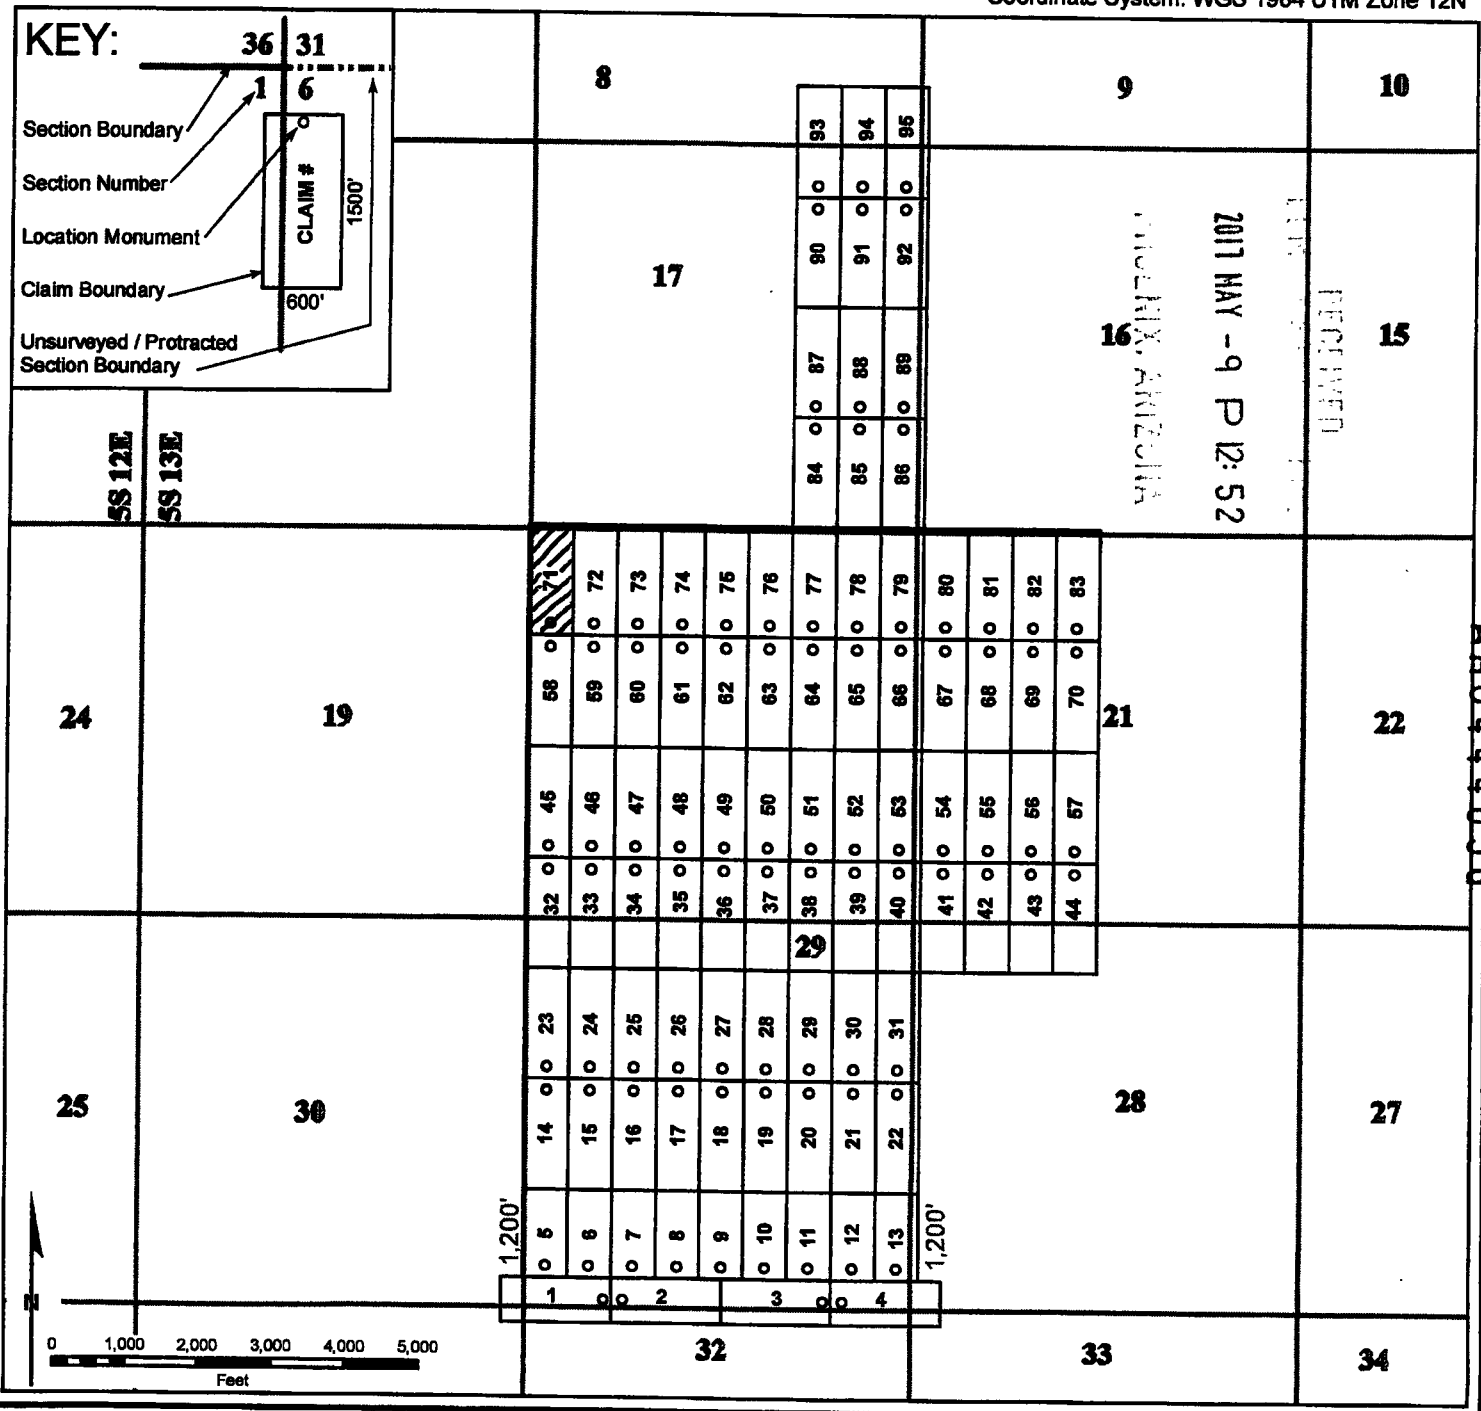 Coordinate System: WGS 1984 UTM Zone 12N
KEY:
36 31
1 6
Section Boundary
Section Number
Location Monument
Claim Boundary
Unsurveyed / Protracted
Section Boundary
CLAIM #
1500'
600'
8 9 10
93 94 95
90 91 92
17 16 15
87 88 89
84 85 86
RECEIVED
2017 MAY -9 P 12:52
PHOENIX, ARIZONA
5S 12E
5S 13E
71 72 73 74 75 76 77 78 79 80 81 82 83
58 59 60 61 62 63 64 65 66 67 68 69 70
24 19 21 22
45 46 47 48 49 50 51 52 53 54 55 56 57
32 33 34 35 36 37 38 39 40 41 42 43 44
29
23 24 25 26 27 28 29 30 31
25 30 28 27
14 15 16 17 18 19 20 21 22
1,200' 5 6 7 8 9 10 11 12 13 1,200'
1 2 3 4
N
0 1,000 2,000 3,000 4,000 5,000
Feet
32 33 34